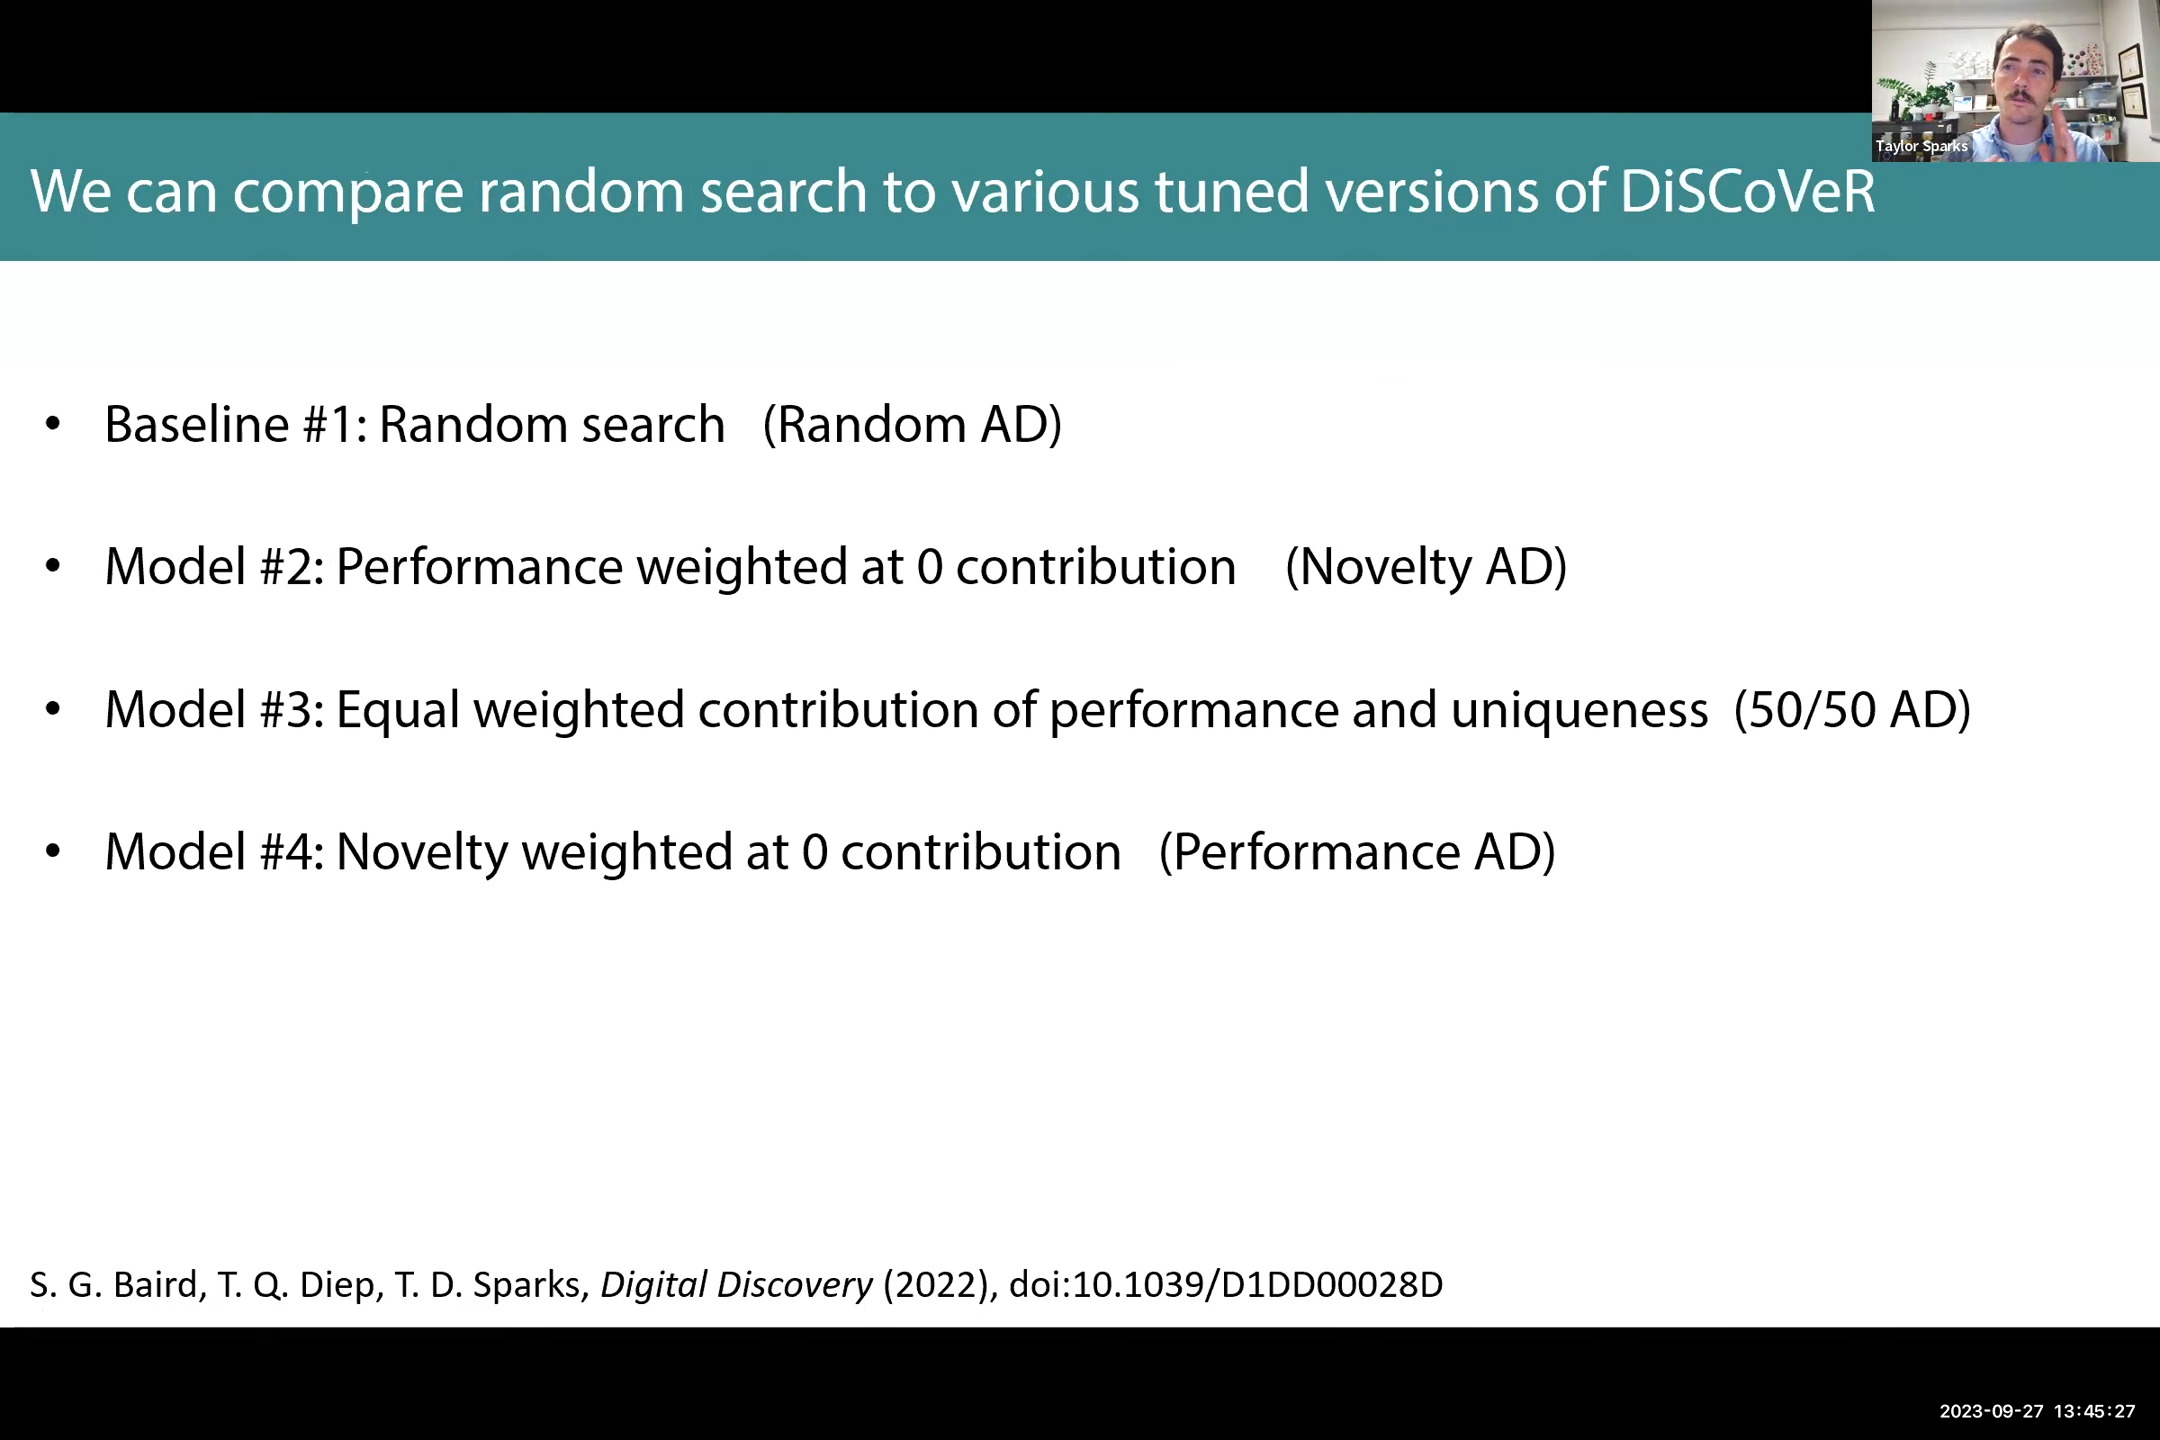 Taylor Sparks
We can compare random search to various tuned versions of DiSCoVeR
• Baseline #1: Random search (Random AD)
• Model #2: Performance weighted at 0 contribution (Novelty AD)
• Model #3: Equal weighted contribution of performance and uniqueness (50/50 AD)
• Model #4: Novelty weighted at 0 contribution (Performance AD)
S. G. Baird, T. Q. Diep, T. D. Sparks, Digital Discovery (2022), doi:10.1039/D1DD00028D
2023-09-27 13:45:27